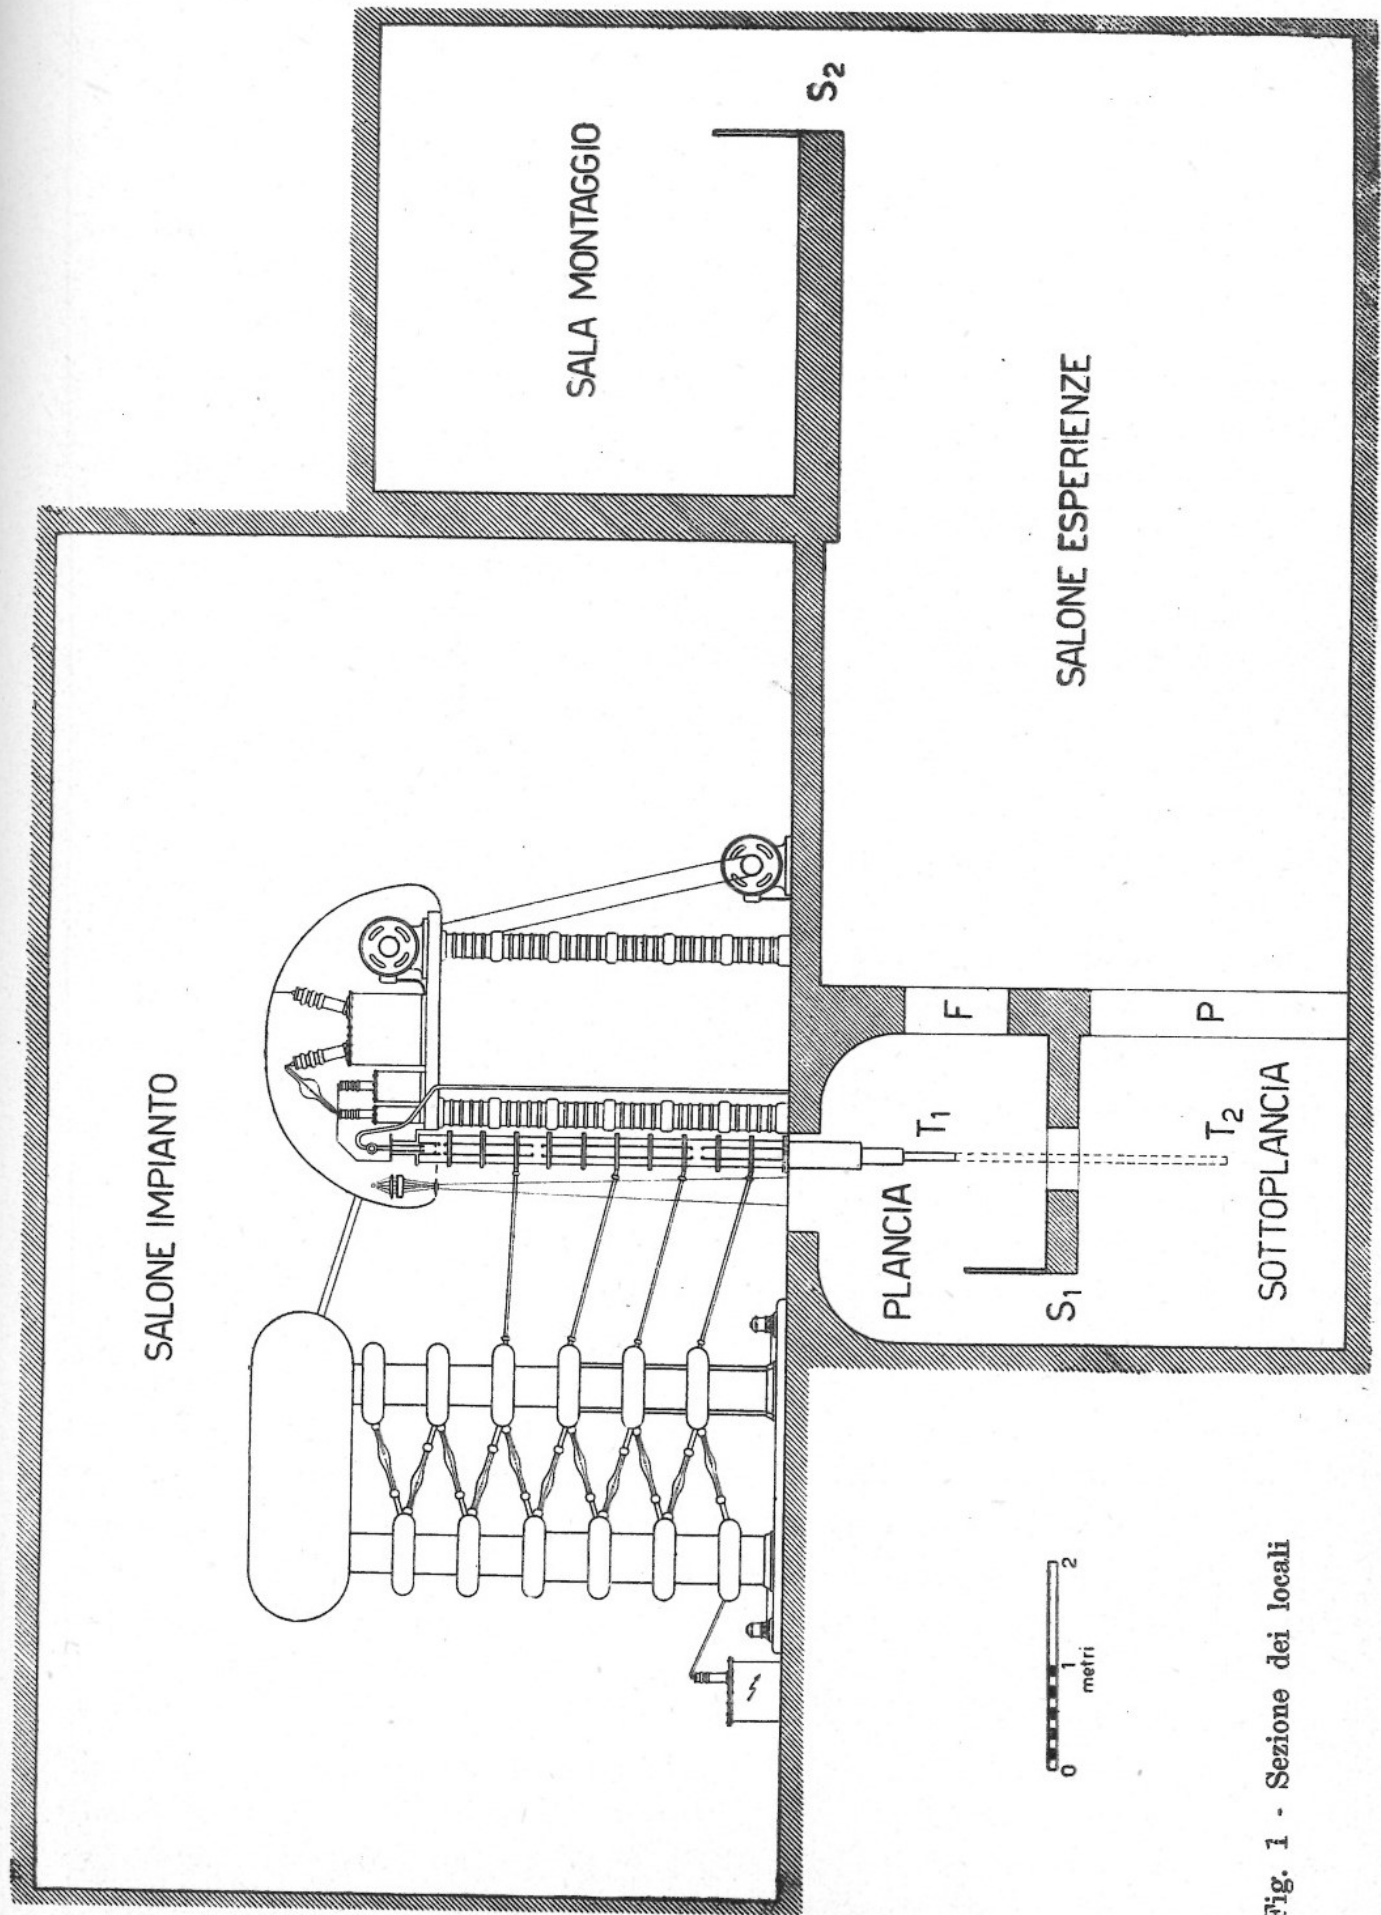 SALONE IMPIANTO
SALA MONTAGGIO
S2
PLANCIA
T1
F
SALONE ESPERIENZE
S1
SOTTOPLANCIA
T2
P
0 1 2
metri
Fig. 1 - Sezione dei locali